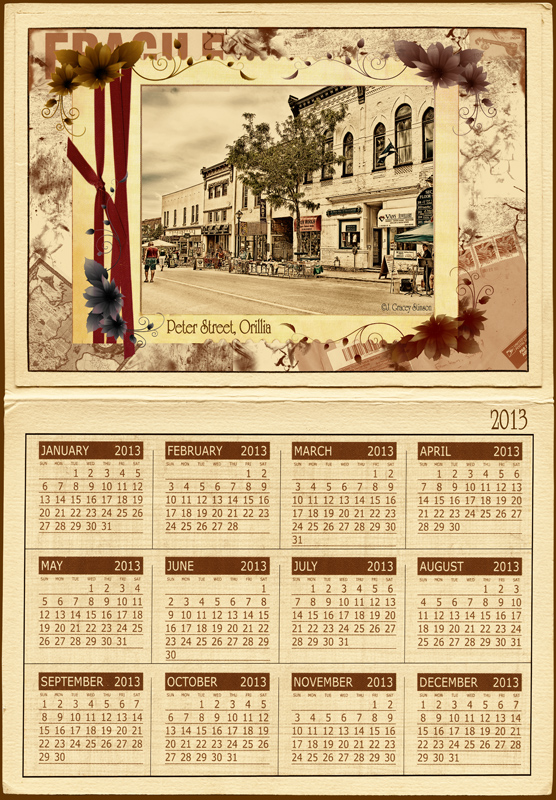 FRAGILE
©J. Gracey Stinson
Peter Street, Orillia
2013
JANUARY 2013
SUN MON TUE WED THU FRI SAT
1 2 3 4 5
6 7 8 9 10 11 12
13 14 15 16 17 18 19
20 21 22 23 24 25 26
27 28 29 30 31
FEBRUARY 2013
SUN MON TUE WED THU FRI SAT
1 2
3 4 5 6 7 8 9
10 11 12 13 14 15 16
17 18 19 20 21 22 23
24 25 26 27 28
MARCH 2013
SUN MON TUE WED THU FRI SAT
1 2
3 4 5 6 7 8 9
10 11 12 13 14 15 16
17 18 19 20 21 22 23
24 25 26 27 28 29 30
31
APRIL 2013
SUN MON TUE WED THU FRI SAT
1 2 3 4 5 6
7 8 9 10 11 12 13
14 15 16 17 18 19 20
21 22 23 24 25 26 27
28 29 30
MAY 2013
SUN MON TUE WED THU FRI SAT
1 2 3 4
5 6 7 8 9 10 11
12 13 14 15 16 17 18
19 20 21 22 23 24 25
26 27 28 29 30 31
JUNE 2013
SUN MON TUE WED THU FRI SAT
1
2 3 4 5 6 7 8
9 10 11 12 13 14 15
16 17 18 19 20 21 22
23 24 25 26 27 28 29
30
JULY 2013
SUN MON TUE WED THU FRI SAT
1 2 3 4 5 6
7 8 9 10 11 12 13
14 15 16 17 18 19 20
21 22 23 24 25 26 27
28 29 30 31
AUGUST 2013
SUN MON TUE WED THU FRI SAT
1 2 3
4 5 6 7 8 9 10
11 12 13 14 15 16 17
18 19 20 21 22 23 24
25 26 27 28 29 30 31
SEPTEMBER 2013
SUN MON TUE WED THU FRI SAT
1 2 3 4 5 6 7
8 9 10 11 12 13 14
15 16 17 18 19 20 21
22 23 24 25 26 27 28
29 30
OCTOBER 2013
SUN MON TUE WED THU FRI SAT
1 2 3 4 5
6 7 8 9 10 11 12
13 14 15 16 17 18 19
20 21 22 23 24 25 26
27 28 29 30 31
NOVEMBER 2013
SUN MON TUE WED THU FRI SAT
1 2
3 4 5 6 7 8 9
10 11 12 13 14 15 16
17 18 19 20 21 22 23
24 25 26 27 28 29 30
DECEMBER 2013
SUN MON TUE WED THU FRI SAT
1 2 3 4 5 6 7
8 9 10 11 12 13 14
15 16 17 18 19 20 21
22 23 24 25 26 27 28
29 30 31